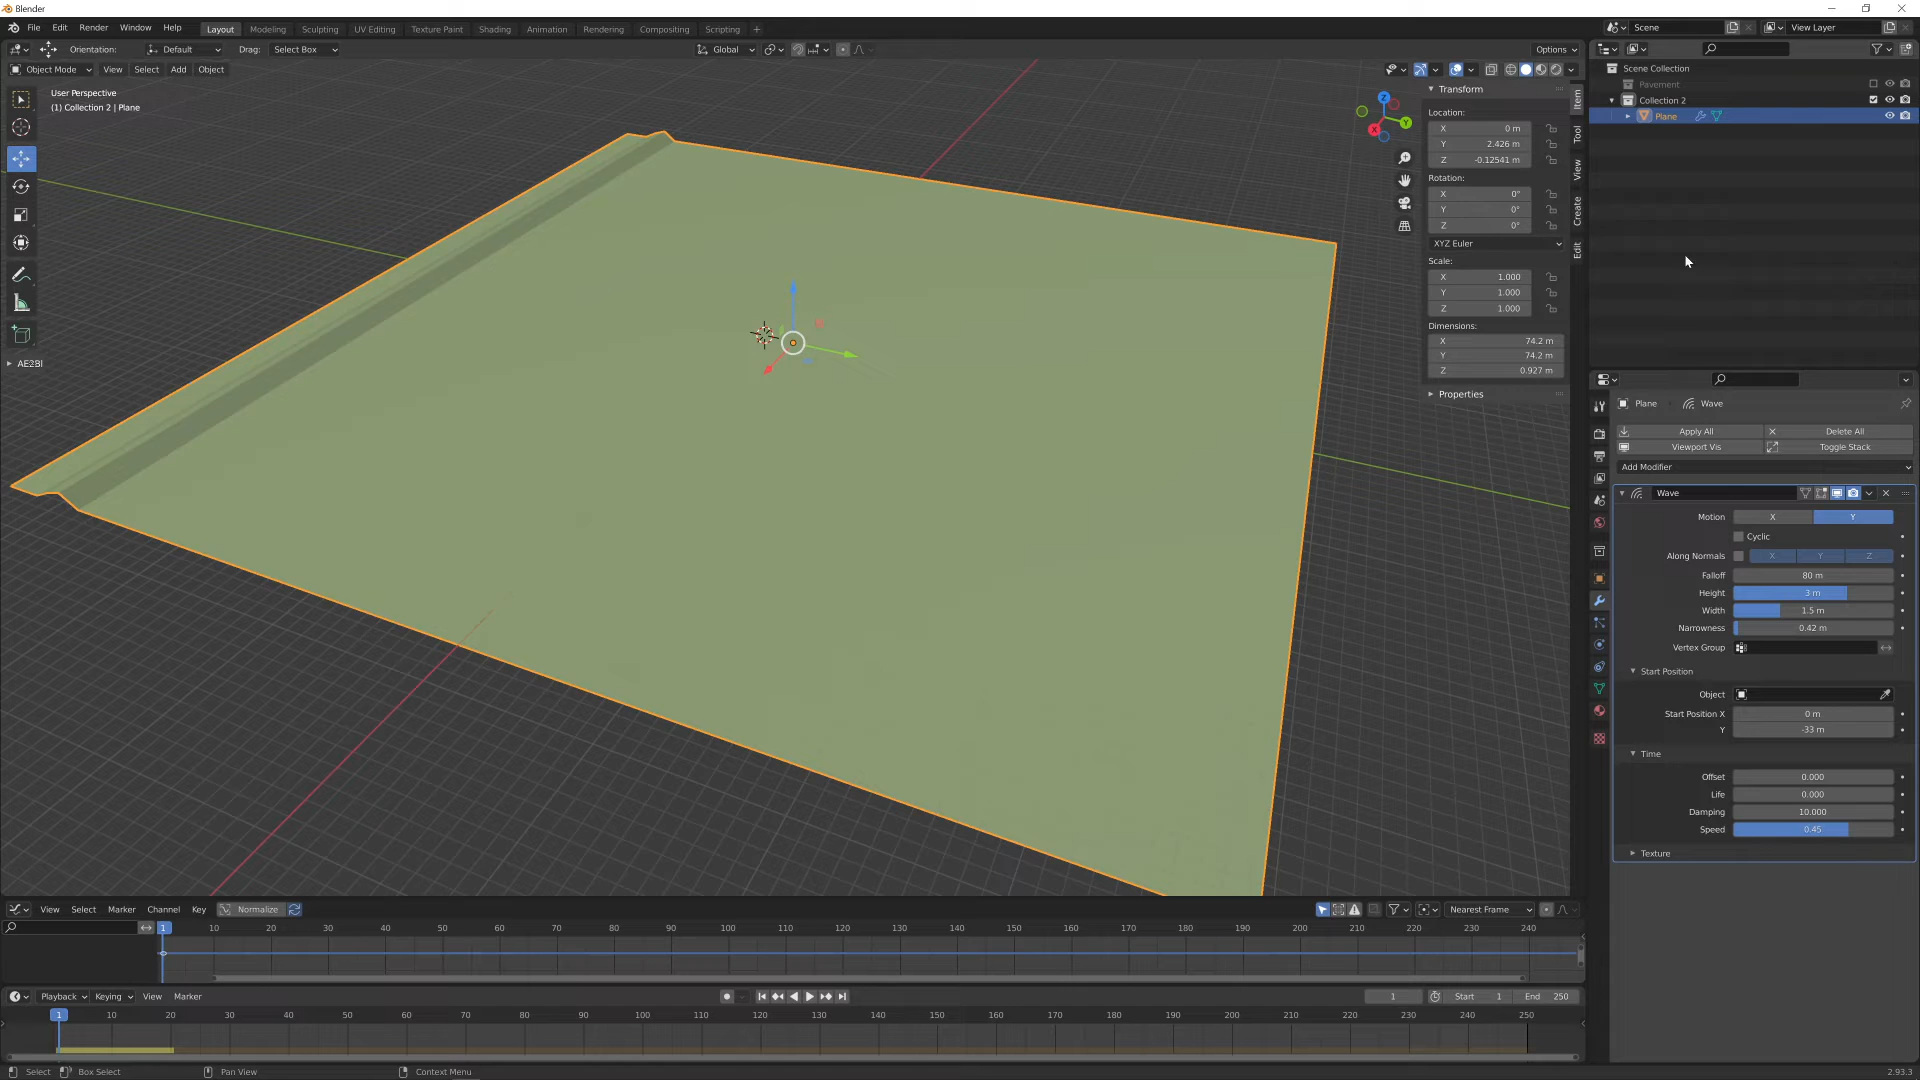 Blender
File Edit Render Window Help Layout Modeling Sculpting UV Editing Texture Paint Shading Animation Rendering Compositing Scripting + Scene View Layer
Orientation: Default Drag: Select Box Global Options
Object Mode View Select Add Object
User Perspective
(1) Collection 2 | Plane
AE2Bl
Z
Y
X
Transform
Location:
X 0 m
Y 2.426 m
Z -0.12541 m
Rotation:
X 0°
Y 0°
Z 0°
XYZ Euler
Scale:
X 1.000
Y 1.000
Z 1.000
Dimensions:
X 74.2 m
Y 74.2 m
Z 0.927 m
Properties
Item
Tool
View
Create
Edit
Scene Collection
Pavement
Collection 2
Plane
Plane Wave
Apply All Delete All
Viewport Vis Toggle Stack
Add Modifier
Wave
Motion X Y
Cyclic
Along Normals X Y Z
Falloff 80 m
Height 3 m
Width 1.5 m
Narrowness 0.42 m
Vertex Group
Start Position
Object
Start Position X 0 m
Y -33 m
Time
Offset 0.000
Life 0.000
Damping 10.000
Speed 0.45
Texture
View Select Marker Channel Key Normalize Nearest Frame
1 10 20 30 40 50 60 70 80 90 100 110 120 130 140 150 160 170 180 190 200 210 220 230 240
Playback Keying View Marker 1 Start 1 End 250
1 10 20 30 40 50 60 70 80 90 100 110 120 130 140 150 160 170 180 190 200 210 220 230 240 250
Select Box Select Pan View Context Menu 2.93.3